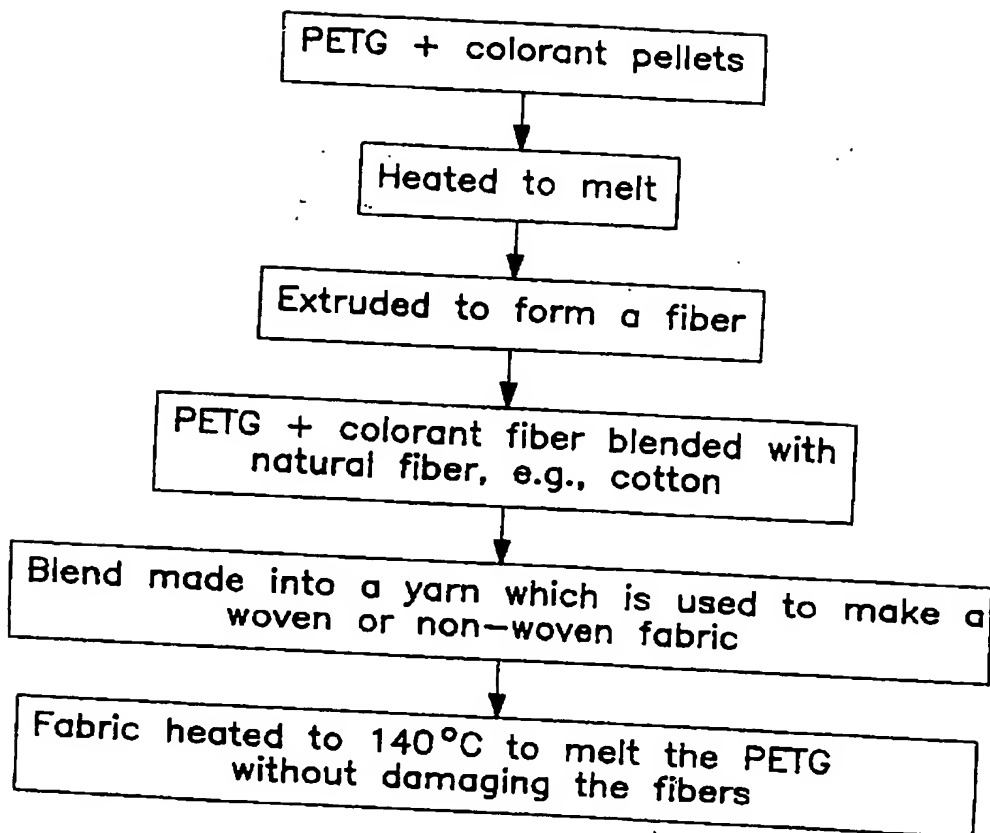 PETG + colorant pellets
Heated to melt
Extruded to form a fiber
PETG + colorant fiber blended with
natural fiber, e.g., cotton
Blend made into a yarn which is used to make a
woven or non-woven fabric
Fabric heated to 140°C to melt the PETG
without damaging the fibers